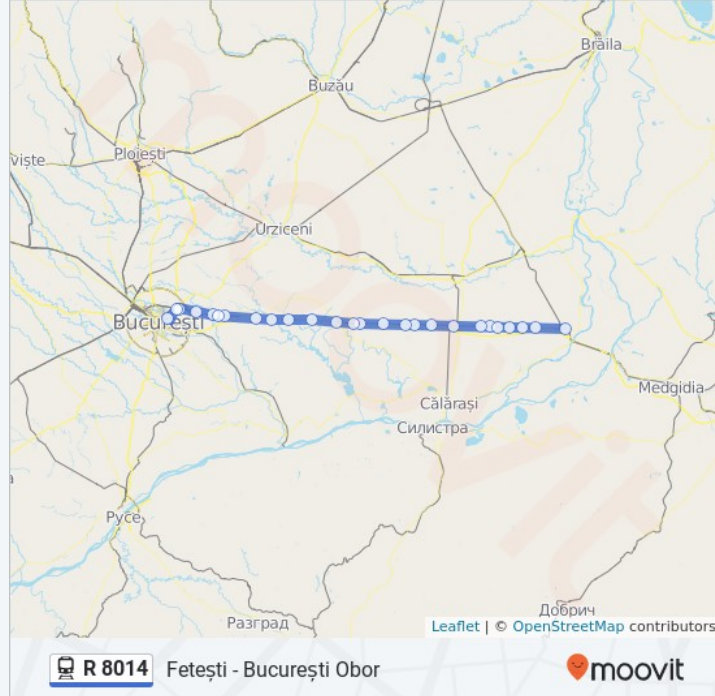 Brăila
Buzău
Ploiești
viște
Urziceni
București
Medgidia
Călărași
Силистра
Русе
Добрич
Разград
Leaflet | © OpenStreetMap contributors
R 8014 Fetești - București Obor
moovit
moovit